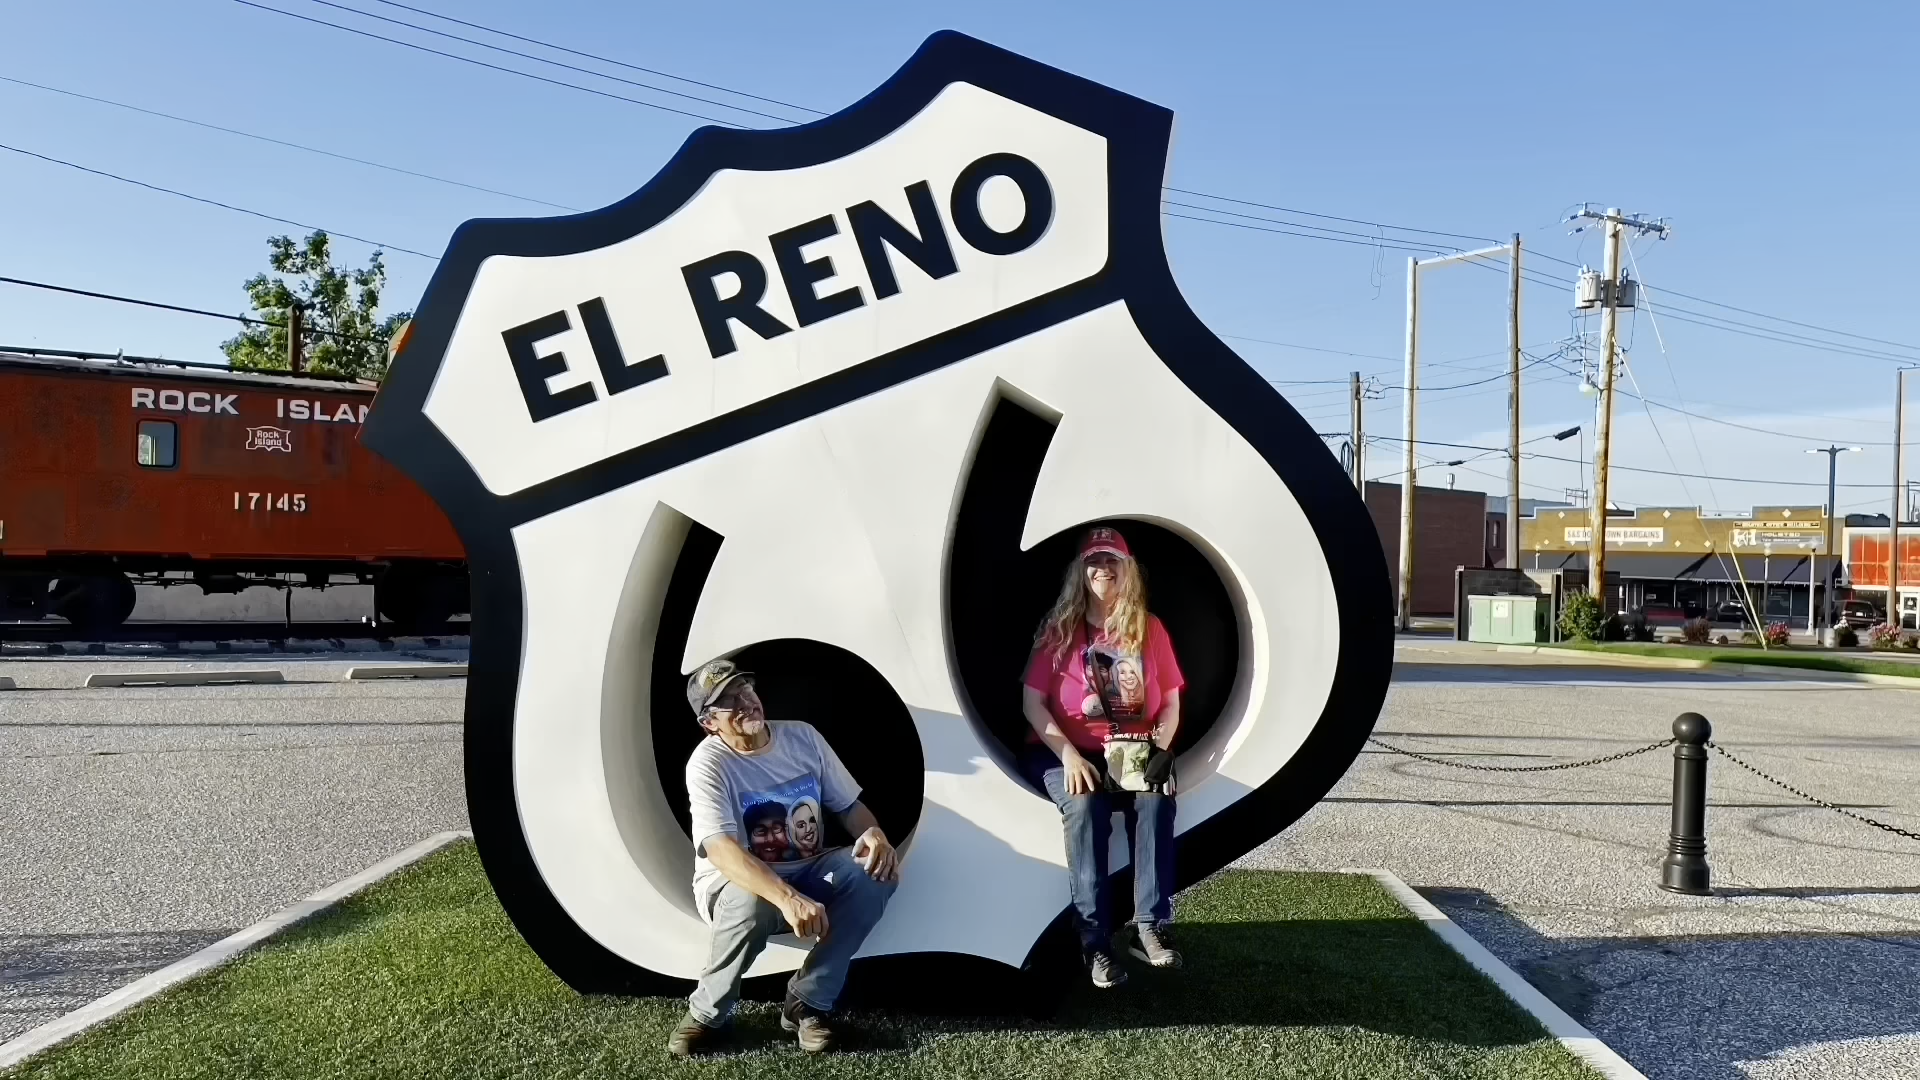 EL RENO
66
ROCK ISLAN
Rock
Island
17145